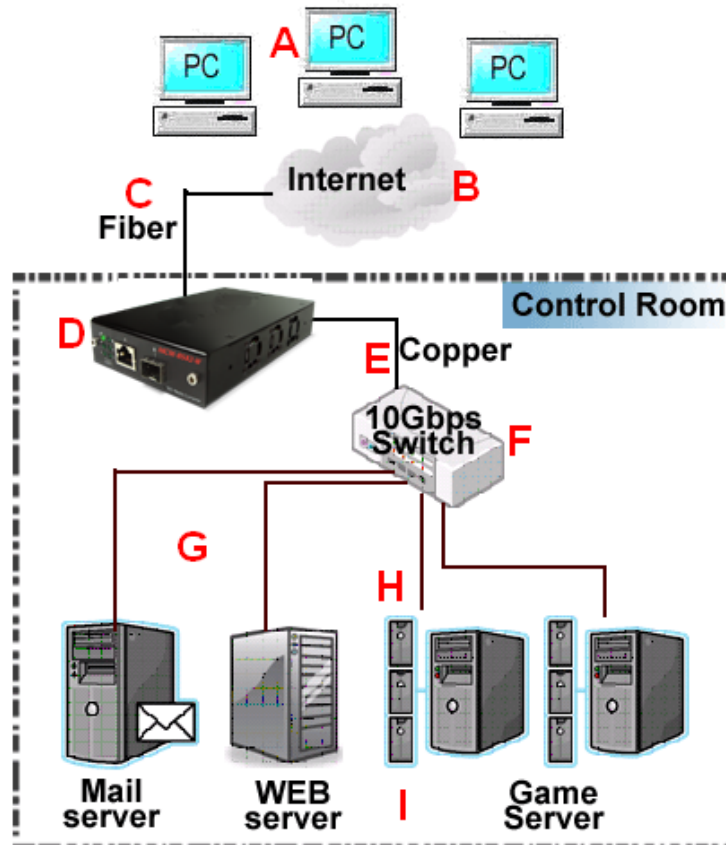 A
PC
PC
PC
Internet
B
C
Fiber
Control Room
D
E
Copper
10Gbps
Switch
F
G
H
Mail
server
WEB
server
I
Game
Server